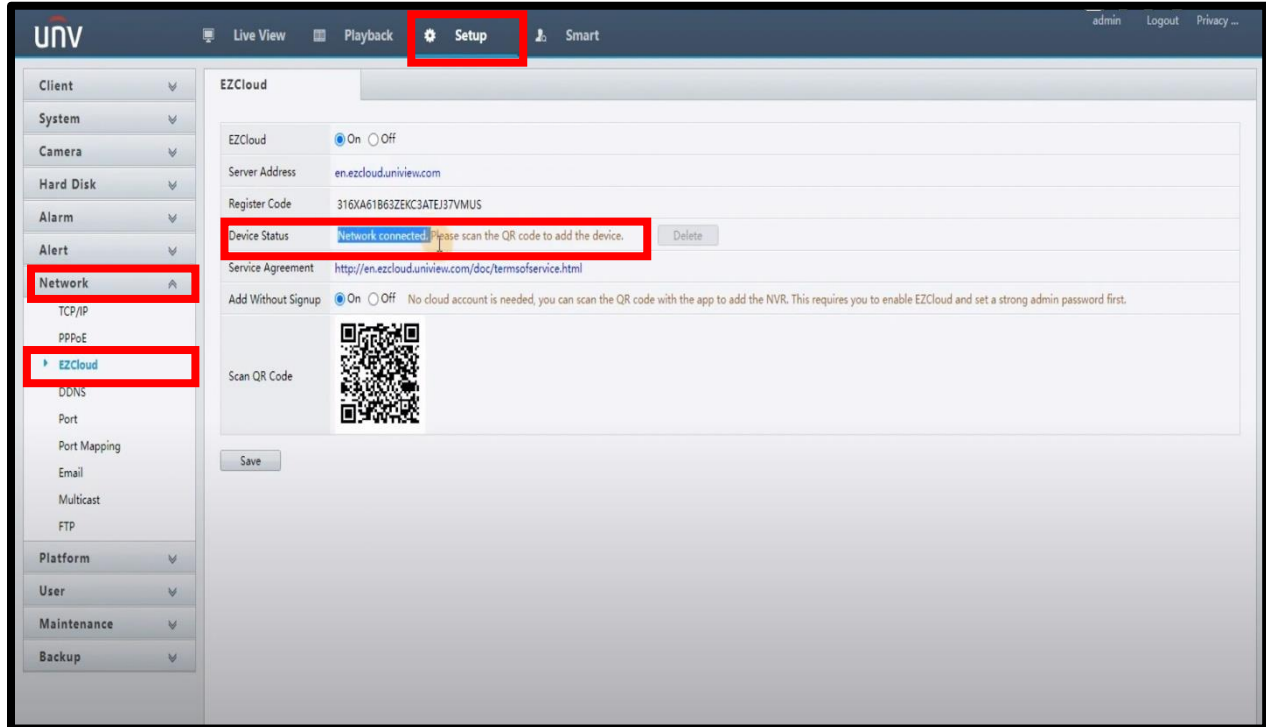 unv
Live View Playback Setup Smart
admin Logout Privacy ...
Client
System
Camera
Hard Disk
Alarm
Alert
Network
TCP/IP
PPPoE
EZCloud
DDNS
Port
Port Mapping
Email
Multicast
FTP
Platform
User
Maintenance
Backup
EZCloud
EZCloud On Off
Server Address en.ezcloud.uniview.com
Register Code 316XA61B63ZEKC3ATEJ37VMUS
Device Status Network connected. Please scan the QR code to add the device. Delete
Service Agreement http://en.ezcloud.uniview.com/doc/termsofservice.html
Add Without Signup On Off No cloud account is needed, you can scan the QR code with the app to add the NVR. This requires you to enable EZCloud and set a strong admin password first.
Scan QR Code
Save